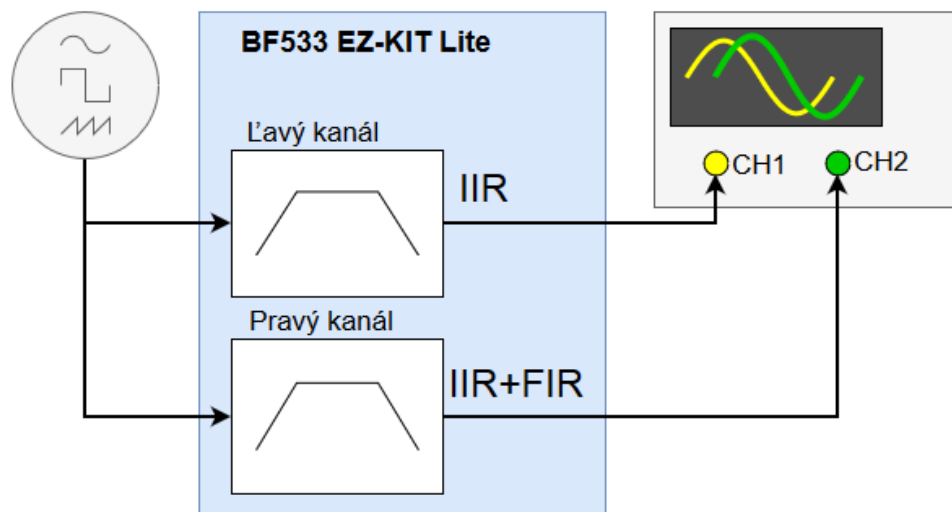 BF533 EZ-KIT Lite
Ľavý kanál
IIR
CH1
CH2
Pravý kanál
IIR+FIR